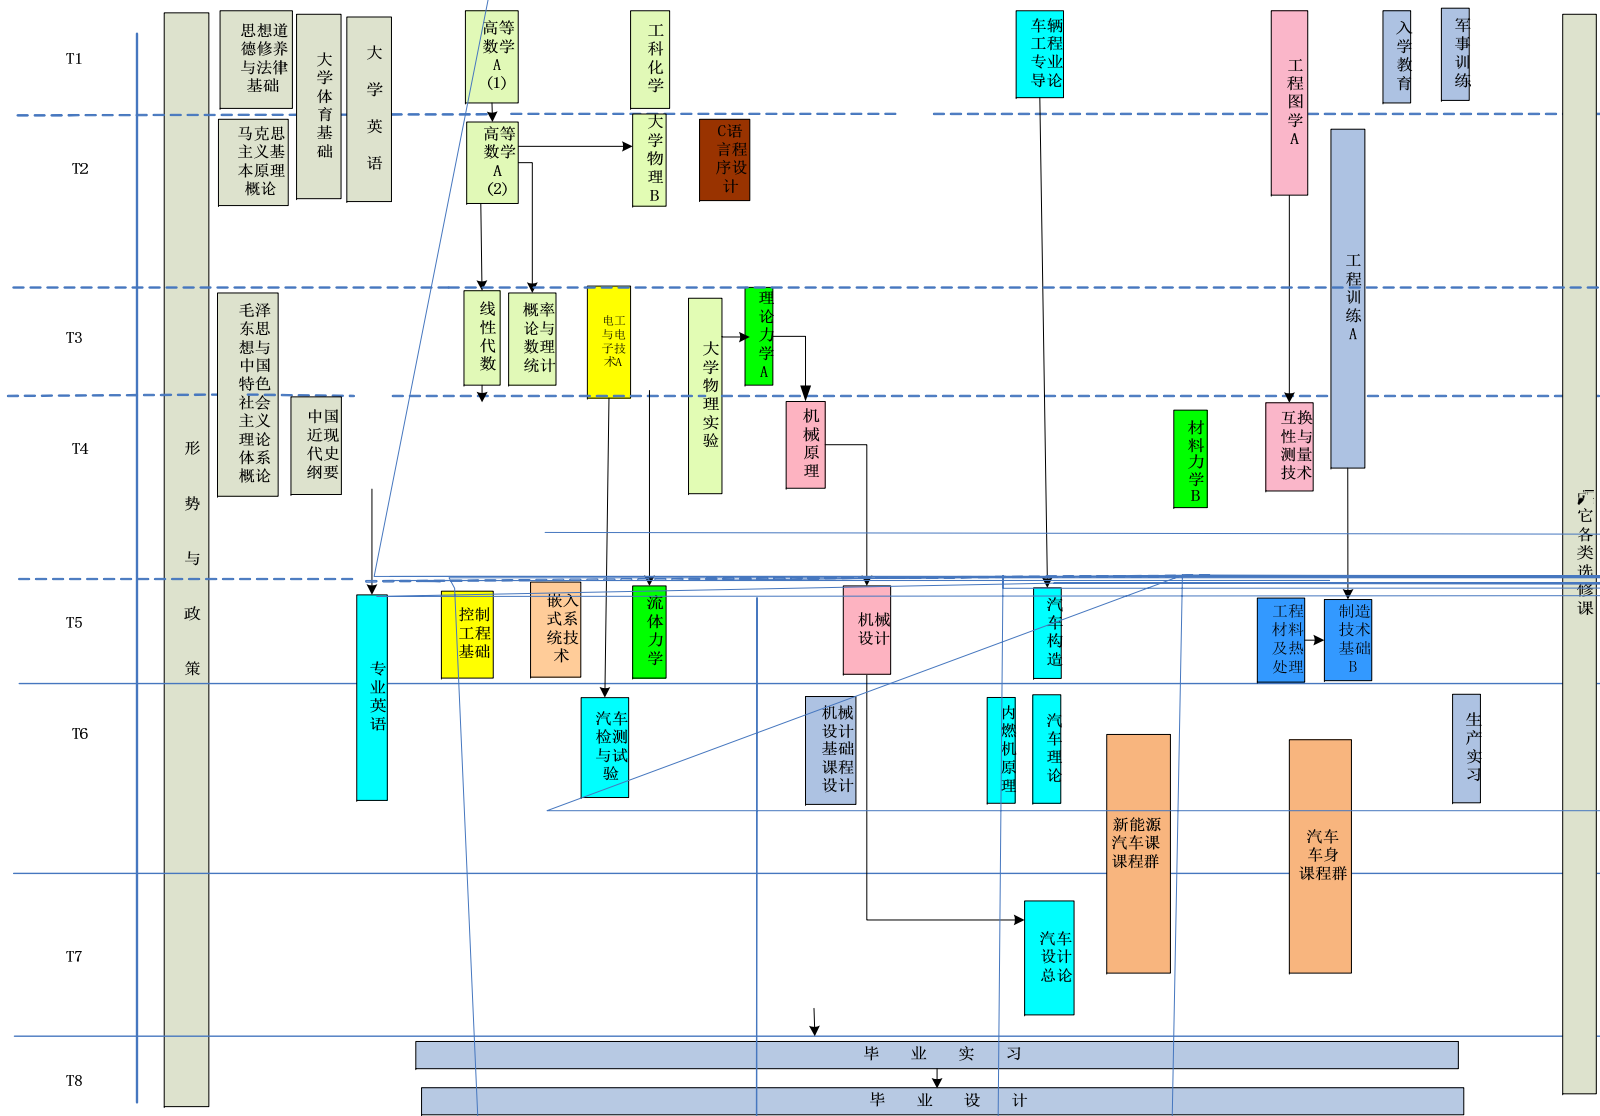 T1
思想道
德修养
与法律
基础
大学体育基础
大学英语
高等
数学
A
(1)
工科化学
车辆
工程
专业
导论
工程图学A
入学教育
军事训练
T2
马克思
主义基
本原理
概论
高等
数学
A
(2)
大学物理B
C语
言程
序设
计
工程训练A
T3
毛泽
东思
想与
中国
特色
社会
主义
理论
体系
概论
线性代数
概率
论与
数理
统计
电工
与电
子技
术A
大学物理实验
理论力学A
T4
中国
近现
代史
纲要
机械原理
材料力学B
互换
性与
测量
技术
形势与政策
它各类选修课
T5
专业英语
控制
工程
基础
嵌入
式系
统技
术
流体力学
机械
设计
汽车构造
工程
材料
及热
处理
制造
技术
基础
B
T6
汽车
检测
与试
验
机械
设计
基础
课程
设计
内燃机原理
汽车理论
新能源
汽车课
课程群
汽车
车身
课程群
生产实习
T7
汽车
设计
总论
T8
毕业实习
毕业设计